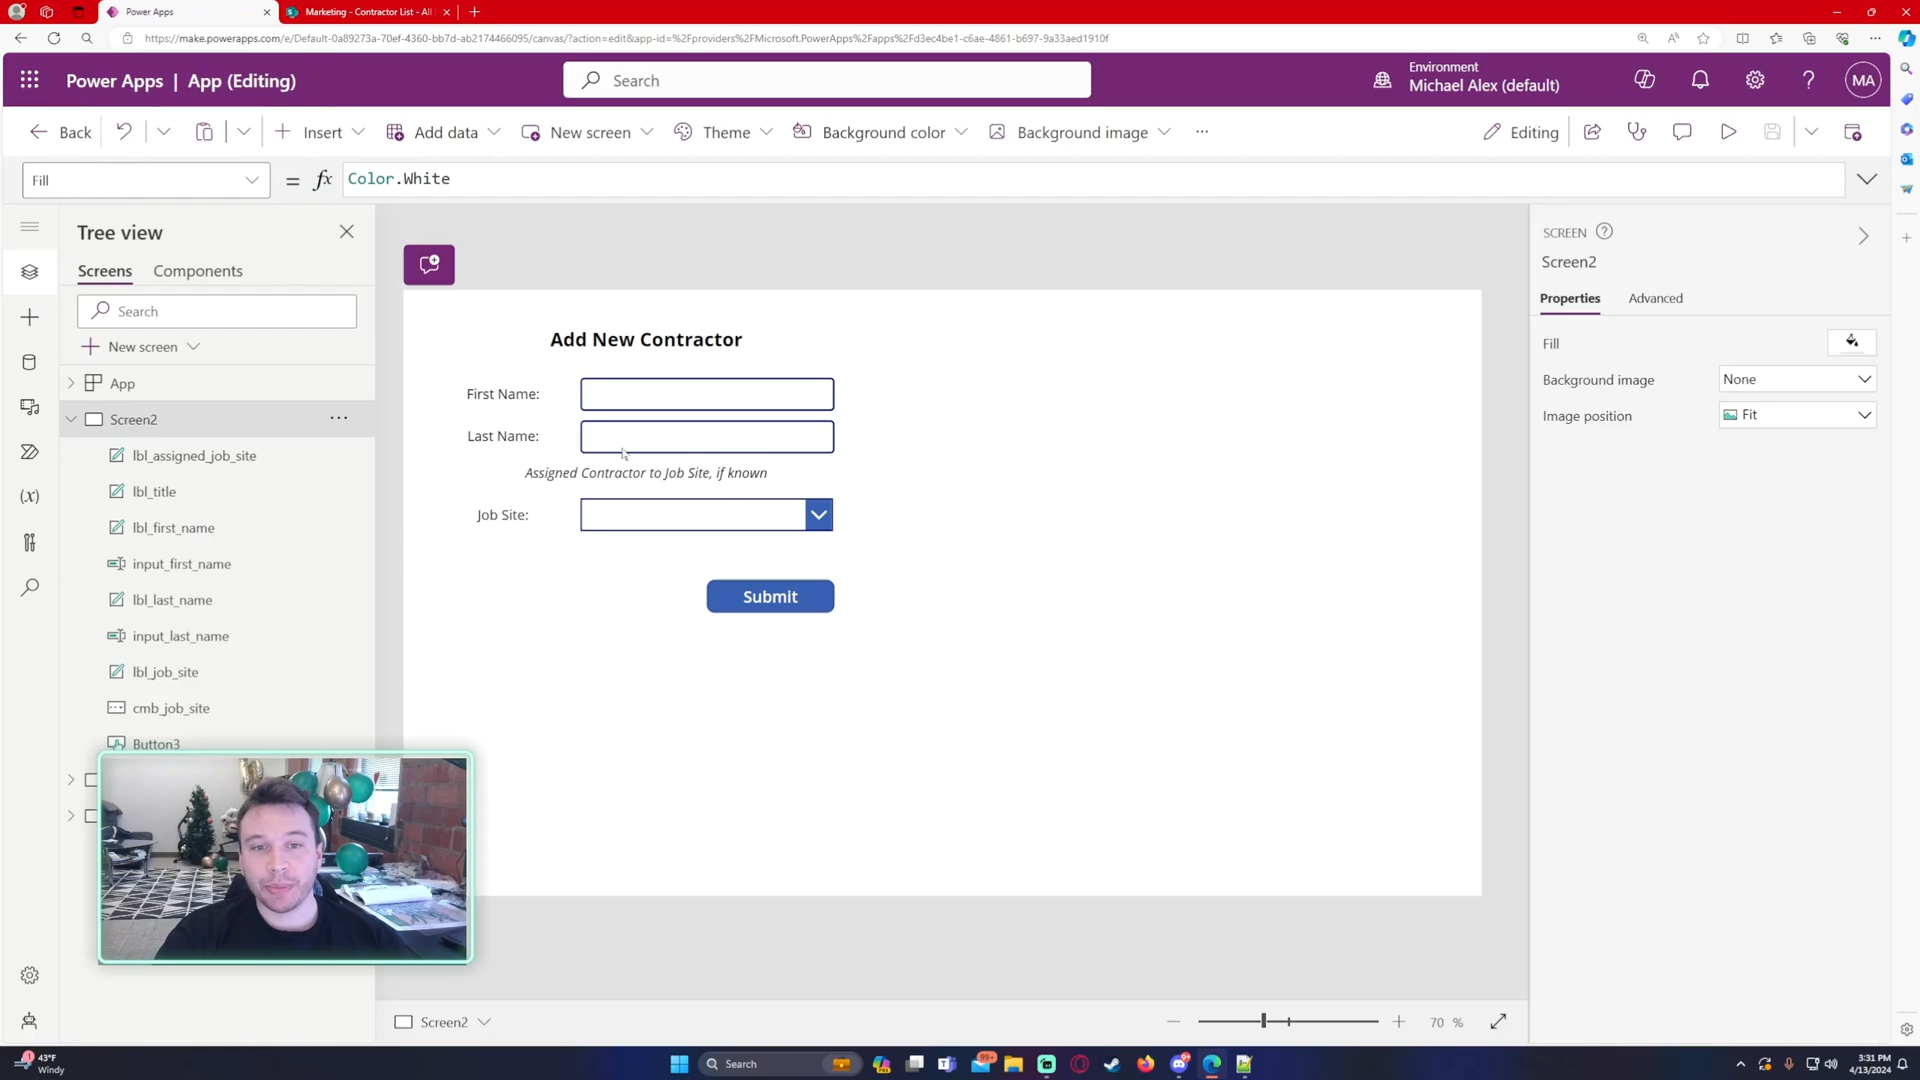 Power Apps
Marketing - Contractor List - All
https://make.powerapps.com/e/Default-0a89273a-70ef-4360-bb7d-ab2174466095/canvas/?action=edit&app-id=%2Fproviders%2FMicrosoft.PowerApps%2Fapps%2Fd3ec4be1-c6ae-4861-b697-9a33aed1910f
Power Apps | App (Editing)
Search
Environment
Michael Alex (default)
MA
Back
Insert
Add data
New screen
Theme
Background color
Background image
Editing
Fill
= fx Color.White
Tree view
Screens
Components
Search
New screen
App
Screen2
lbl_assigned_job_site
lbl_title
lbl_first_name
input_first_name
lbl_last_name
input_last_name
lbl_job_site
cmb_job_site
Button3
Add New Contractor
First Name:
Last Name:
Assigned Contractor to Job Site, if known
Job Site:
Submit
SCREEN
Screen2
Properties
Advanced
Fill
Background image
None
Image position
Fit
Screen2
70 %
43°F
Windy
Search
99+
3:31 PM
4/13/2024